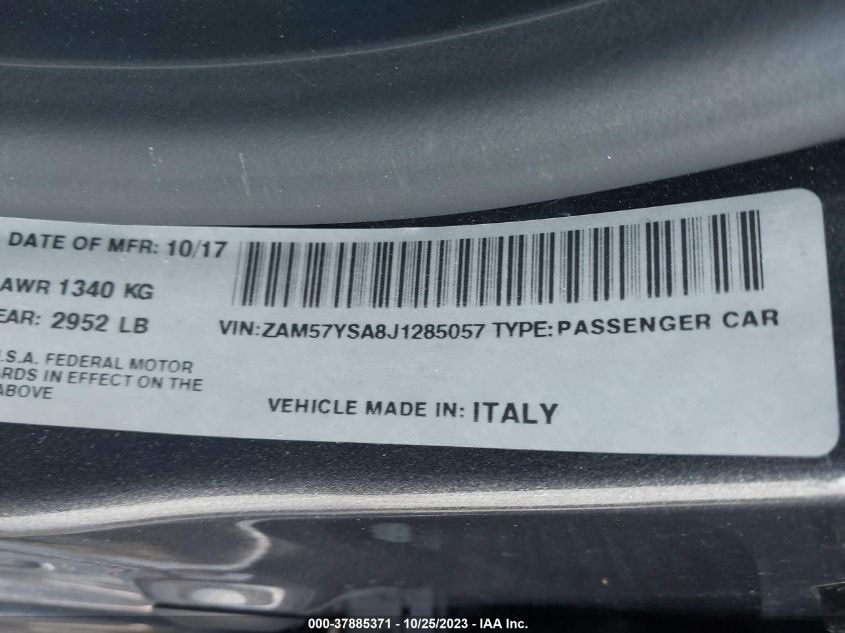 DATE OF MFR: 10/17
AWR 1340 KG
EAR: 2952 LB
VIN:ZAM57YSA8J1285057 TYPE:PASSENGER CAR
.S.A. FEDERAL MOTOR
RDS IN EFFECT ON THE
ABOVE
VEHICLE MADE IN: ITALY
000-37885371 - 10/25/2023 - IAA Inc.